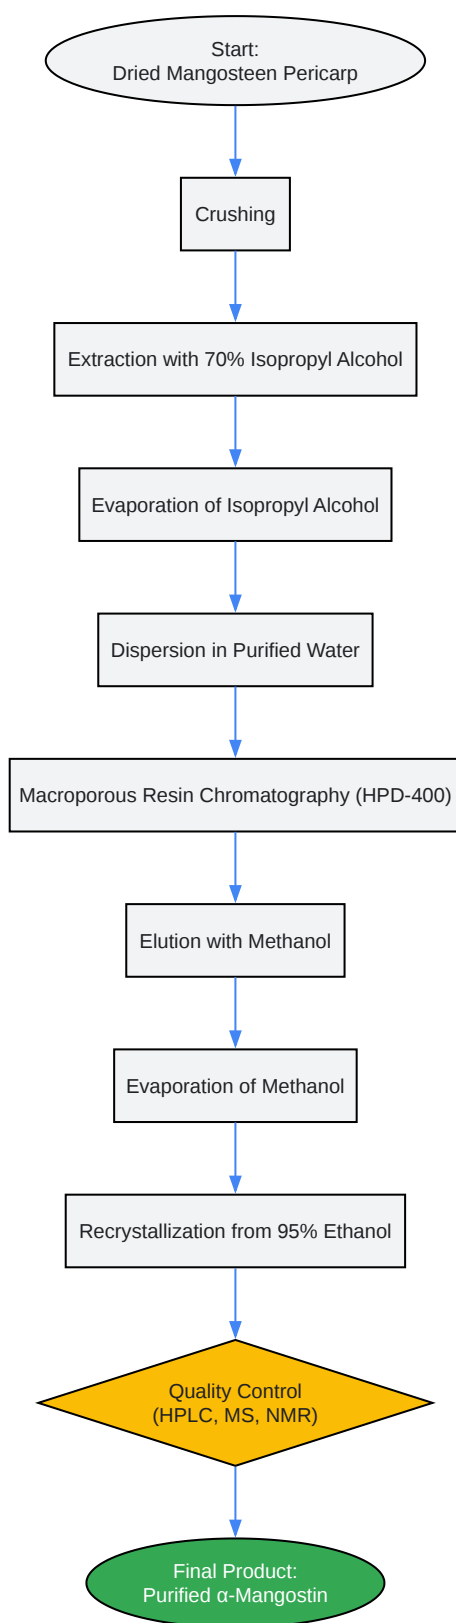 Start:
Dried Mangosteen Pericarp
Crushing
Extraction with 70% Isopropyl Alcohol
Evaporation of Isopropyl Alcohol
Dispersion in Purified Water
Macroporous Resin Chromatography (HPD-400)
Elution with Methanol
Evaporation of Methanol
Recrystallization from 95% Ethanol
Quality Control
(HPLC, MS, NMR)
Final Product:
Purified α-Mangostin